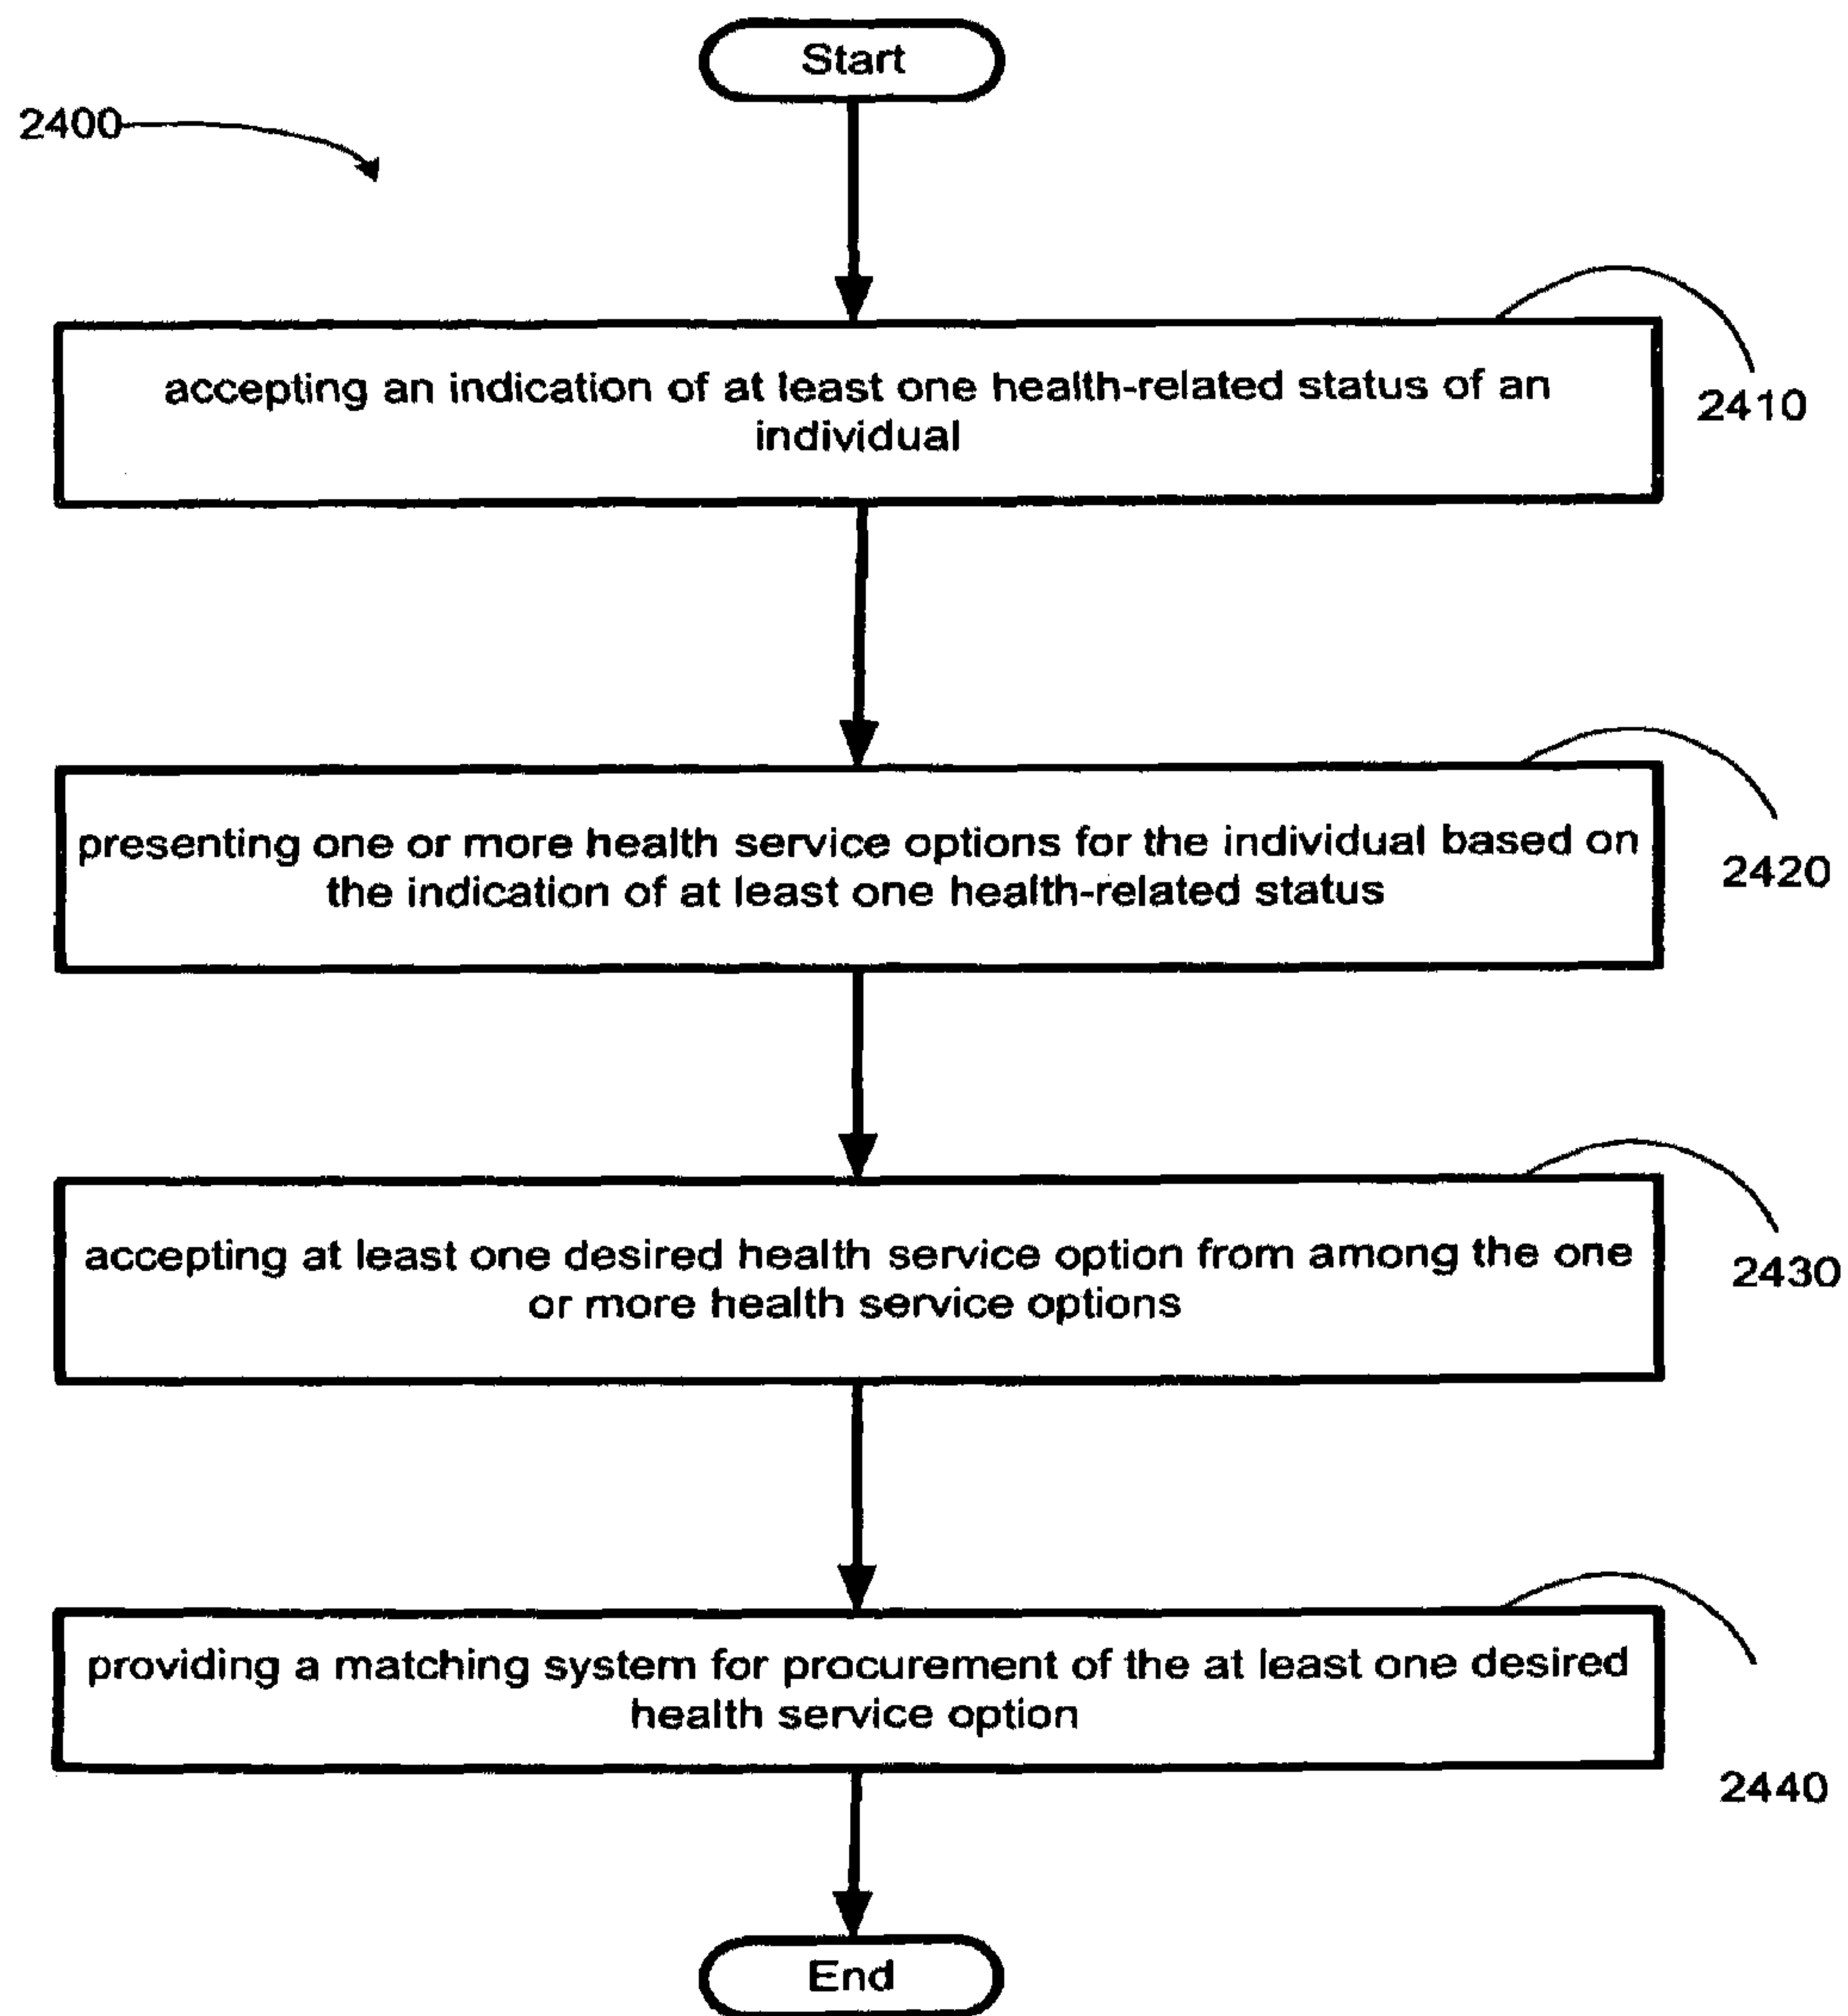 Start
2400
accepting an indication of at least one health-related status of an
individual
2410
presenting one or more health service options for the individual based on
the indication of at least one health-related status
2420
accepting at least one desired health service option from among the one
or more health service options
2430
providing a matching system for procurement of the at least one desired
health service option
2440
End